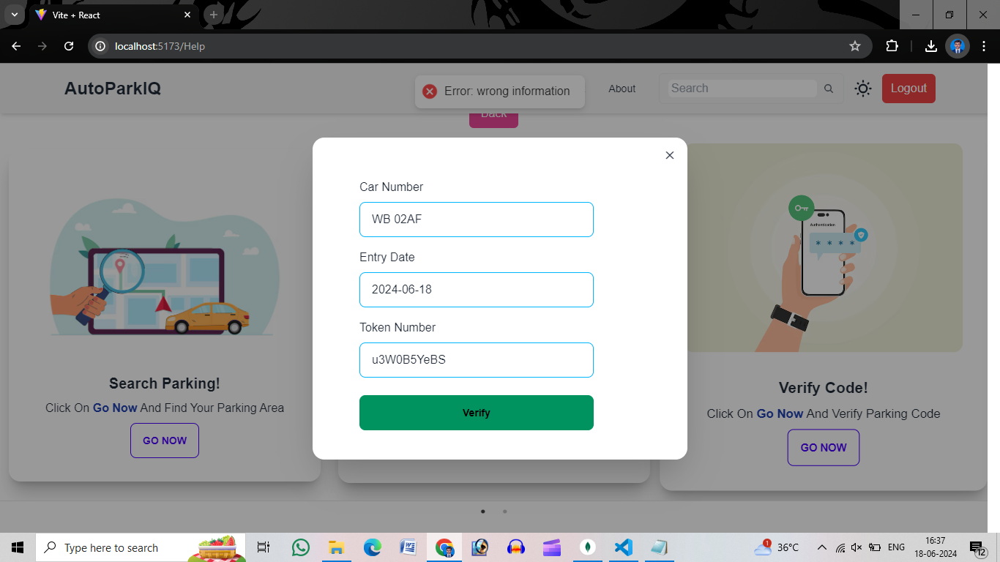 Vite + React
localhost:5173/Help
AutoParkIQ
Error: wrong information
About
Search
Logout
Back
Car Number
WB 02AF
Entry Date
2024-06-18
Token Number
u3W0B5YeBS
Verify
Search Parking!
Click On Go Now And Find Your Parking Area
GO NOW
Authentication
* * * *
Verify Code!
Click On Go Now And Verify Parking Code
GO NOW
Type here to search
1
36°C
ENG
16:37
18-06-2024
12